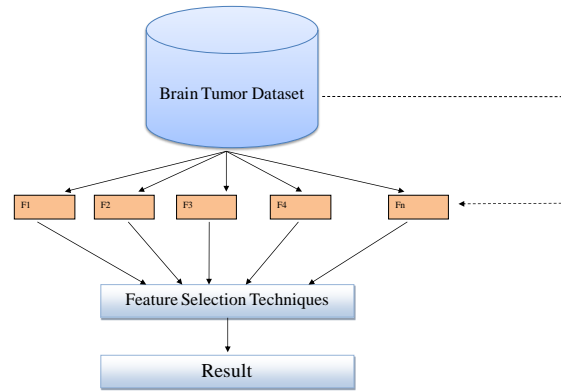 Brain Tumor Dataset
F1 F2 F3 F4 Fn
Feature Selection Techniques
Result